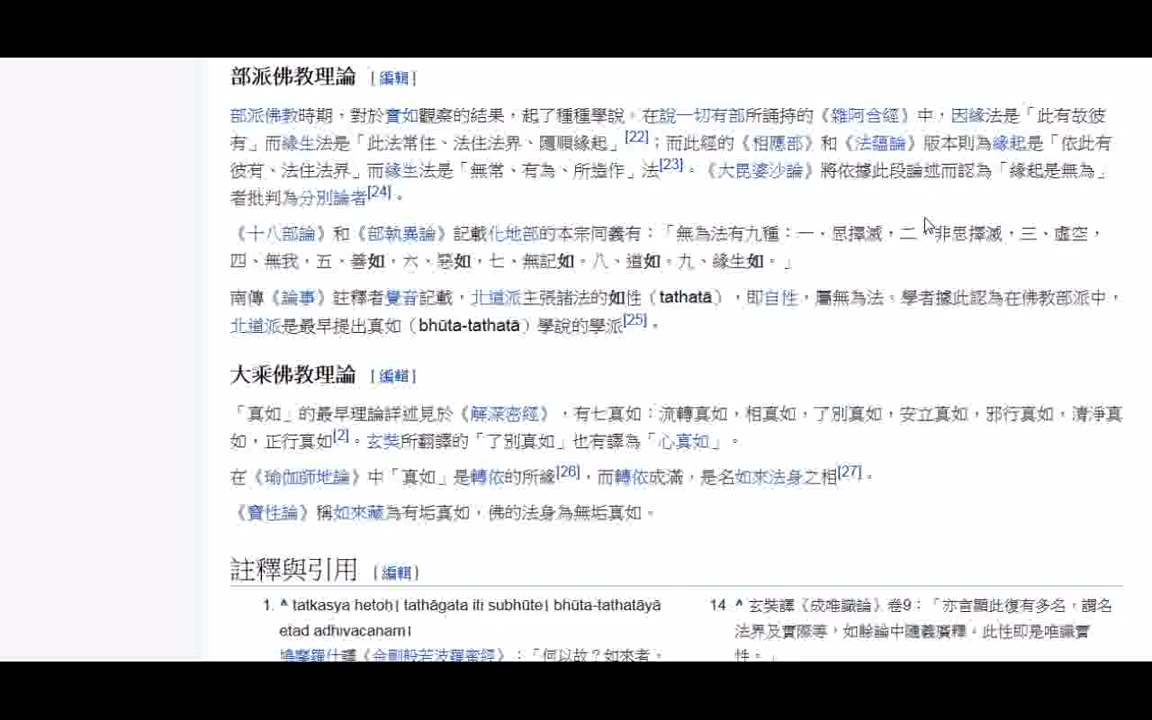 部派佛教理論 [編輯]
部派佛教時期，對於實如觀察的結果，起了種種學說。在說一切有部所誦持的《雜阿含經》中，因緣法是「此有故彼
有」而緣生法是「此法常住、法住法界、隨順緣起」[22]；而此經的《相應部》和《法蘊論》版本則為緣起是「依此有
彼有、法住法界」而緣生法是「無常、有為、所造作」法[23]。《大毘婆沙論》將依據此段論述而認為「緣起是無為」
者批判為分別論者[24]。
《十八部論》和《部執異論》記載化地部的本宗同義有：「無為法有九種：一、思擇滅，二、非思擇滅，三、虛空，
四、無我，五、善如，六、惡如，七、無記如。八、道如。九、緣生如。」
南傳《論事》註釋者覺音記載，北道派主張諸法的如性（tathatā），即自性，屬無為法。學者據此認為在佛教部派中，
北道派是最早提出真如（bhūta-tathatā）學說的學派[25]。
大乘佛教理論 [編輯]
「真如」的最早理論詳述見於《解深密經》，有七真如：流轉真如，相真如，了別真如，安立真如，邪行真如，清淨真
如，正行真如[2]。玄奘所翻譯的「了別真如」也有譯為「心真如」。
在《瑜伽師地論》中「真如」是轉依的所緣[26]，而轉依成滿，是名如來法身之相[27]。
《寶性論》稱如來藏為有垢真如，佛的法身為無垢真如。
註釋與引用 [編輯]
1. ^ tatkasya hetoḥ| tathāgata iti subhūte| bhūta-tathatāyā
etad adhivacanam|
鳩摩羅什譯《金剛般若波羅蜜經》：「何以故？如來者，
14. ^ 玄奘譯《成唯識論》卷9：「亦言顯此復有多名，謂名
法界及實際等，如餘論中隨義廣釋。此性即是唯識實
性。」